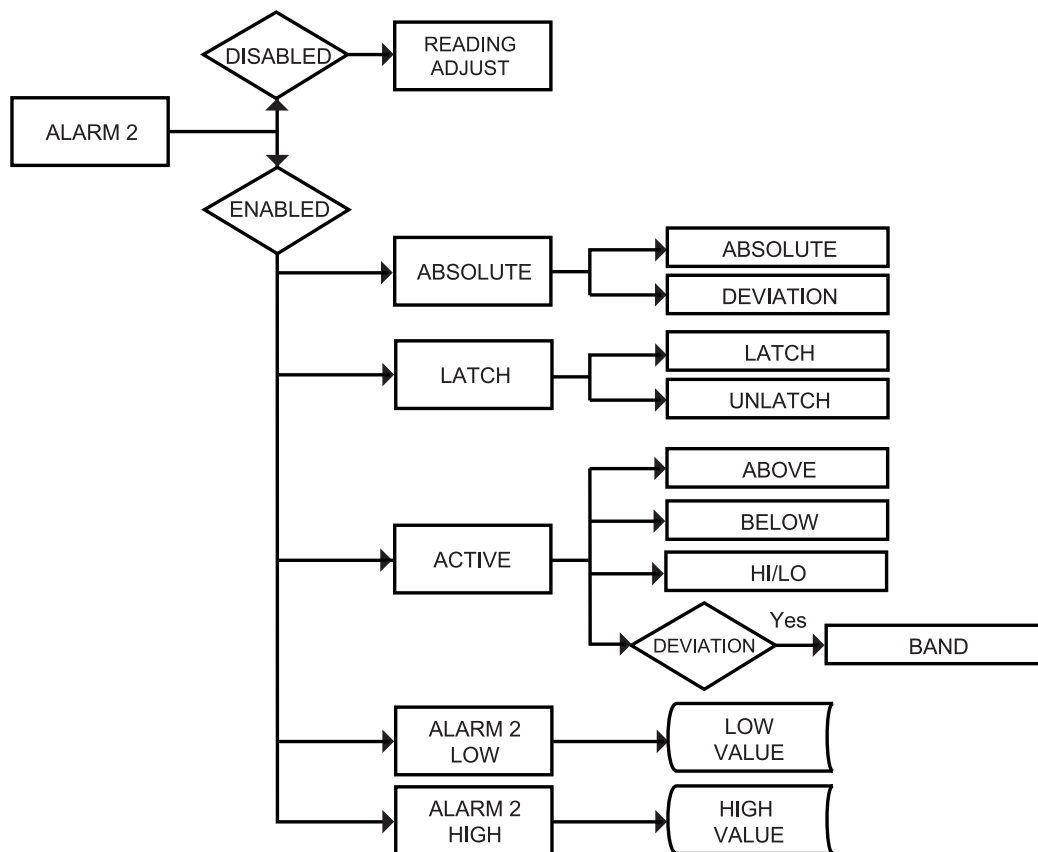 DISABLED
READING
ADJUST
ALARM 2
ENABLED
ABSOLUTE
ABSOLUTE
DEVIATION
LATCH
LATCH
UNLATCH
ACTIVE
ABOVE
BELOW
HI/LO
DEVIATION
Yes
BAND
ALARM 2
LOW
LOW
VALUE
ALARM 2
HIGH
HIGH
VALUE